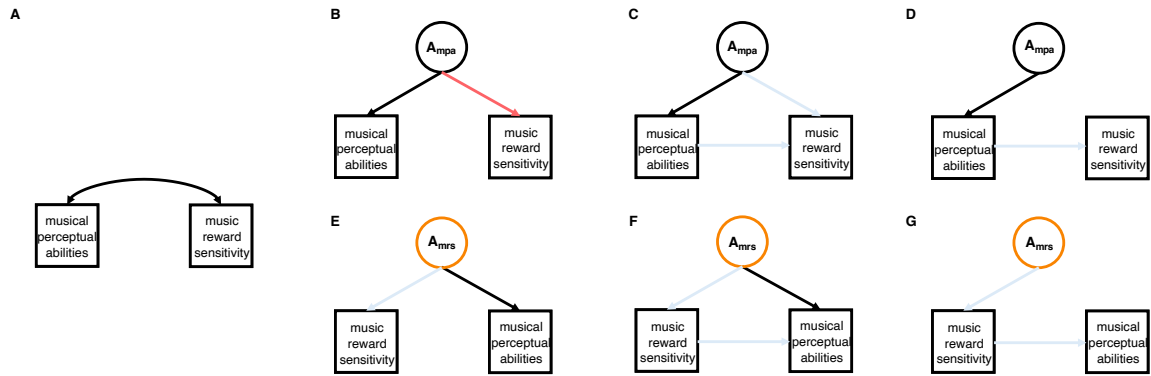 A
musical
perceptual
abilities
music
reward
sensitivity
B
Ampa
musical
perceptual
abilities
music
reward
sensitivity
C
Ampa
musical
perceptual
abilities
music
reward
sensitivity
D
Ampa
musical
perceptual
abilities
music
reward
sensitivity
E
Amrs
music
reward
sensitivity
musical
perceptual
abilities
F
Amrs
music
reward
sensitivity
musical
perceptual
abilities
G
Amrs
music
reward
sensitivity
musical
perceptual
abilities